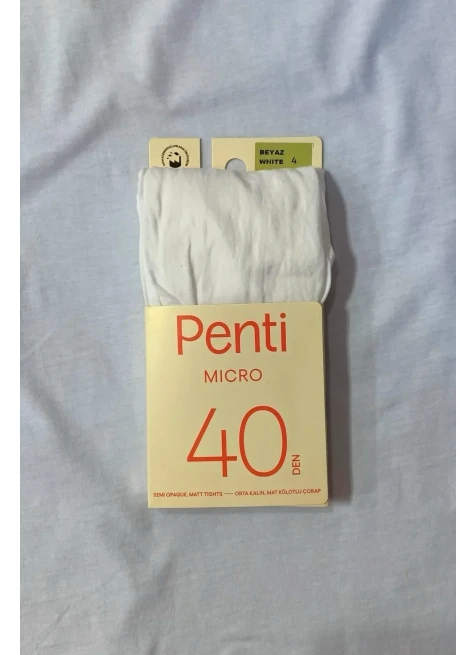 BEYAZ
WHITE 4
Penti
MICRO
40
DEN
SEMI OPAQUE, MATT TIGHTS — ORTA KALIN, MAT KÜLOTLU ÇORAP